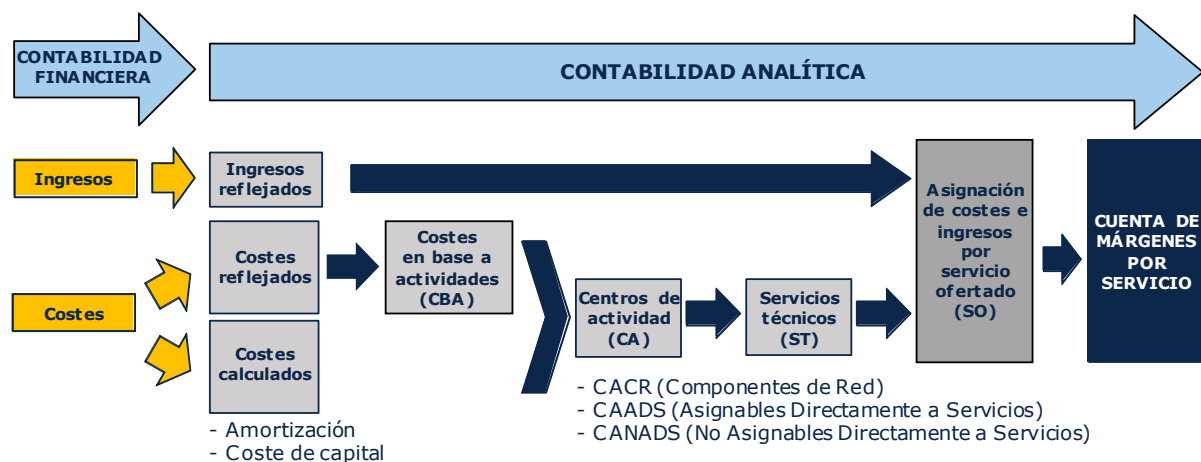 CONTABILIDAD
FINANCIERA
CONTABILIDAD ANALÍTICA
Ingresos
Ingresos
reflejados
Costes
Costes
reflejados
Costes
calculados
- Amortización
- Coste de capital
Costes
en base a
actividades
(CBA)
Centros de
actividad
(CA)
Servicios
técnicos
(ST)
- CACR (Componentes de Red)
- CAADS (Asignables Directamente a Servicios)
- CANADS (No Asignables Directamente a Servicios)
Asignación
de costes e
ingresos
por
servicio
ofertado
(SO)
CUENTA DE
MÁRGENES
POR
SERVICIO